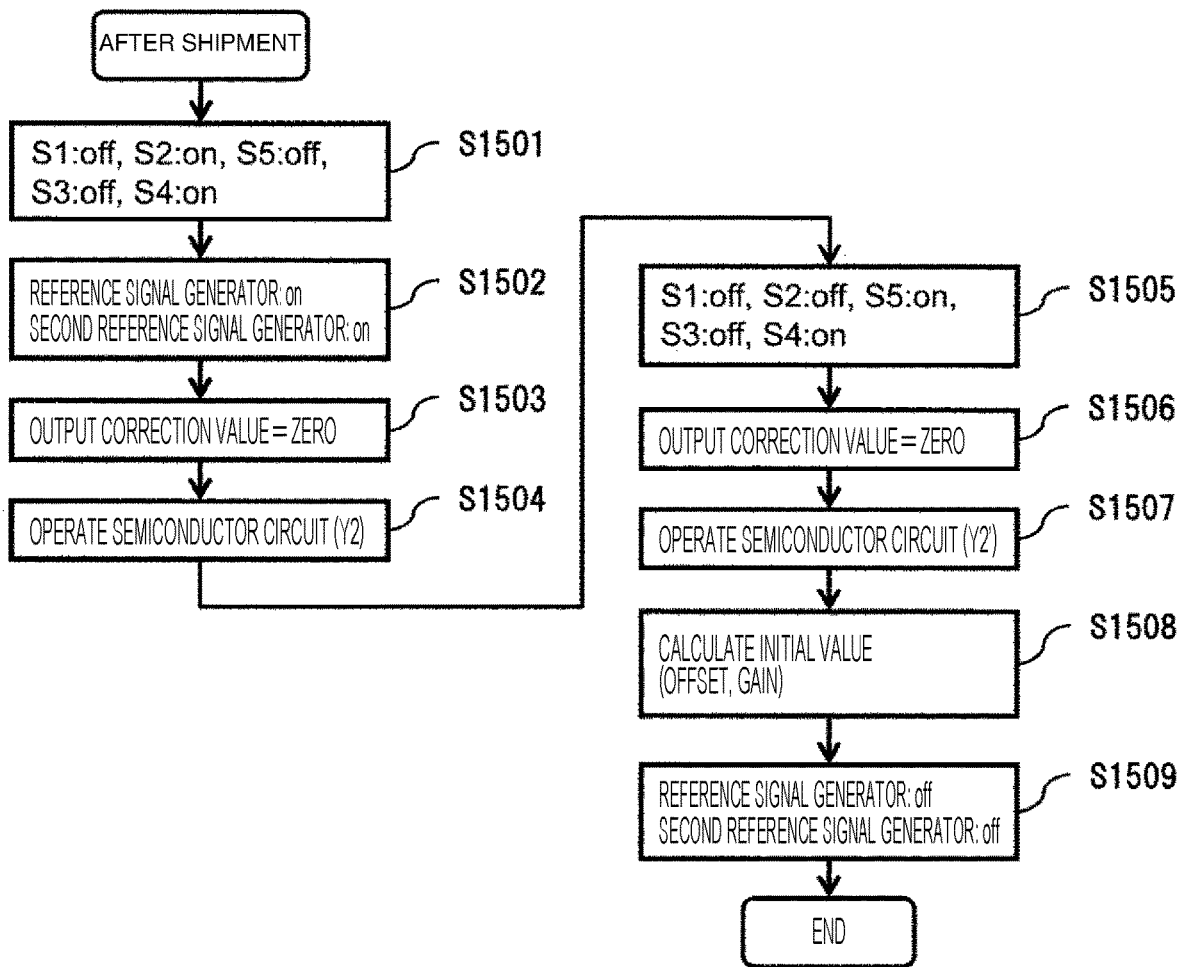 AFTER SHIPMENT
S1:off, S2:on, S5:off,
S3:off, S4:on
S1501
REFERENCE SIGNAL GENERATOR: on
SECOND REFERENCE SIGNAL GENERATOR: on
S1502
OUTPUT CORRECTION VALUE=ZERO
S1503
OPERATE SEMICONDUCTOR CIRCUIT (Y2)
S1504
S1:off, S2:off, S5:on,
S3:off, S4:on
S1505
OUTPUT CORRECTION VALUE=ZERO
S1506
OPERATE SEMICONDUCTOR CIRCUIT (Y2')
S1507
CALCULATE INITIAL VALUE
(OFFSET, GAIN)
S1508
REFERENCE SIGNAL GENERATOR: off
SECOND REFERENCE SIGNAL GENERATOR: off
S1509
END